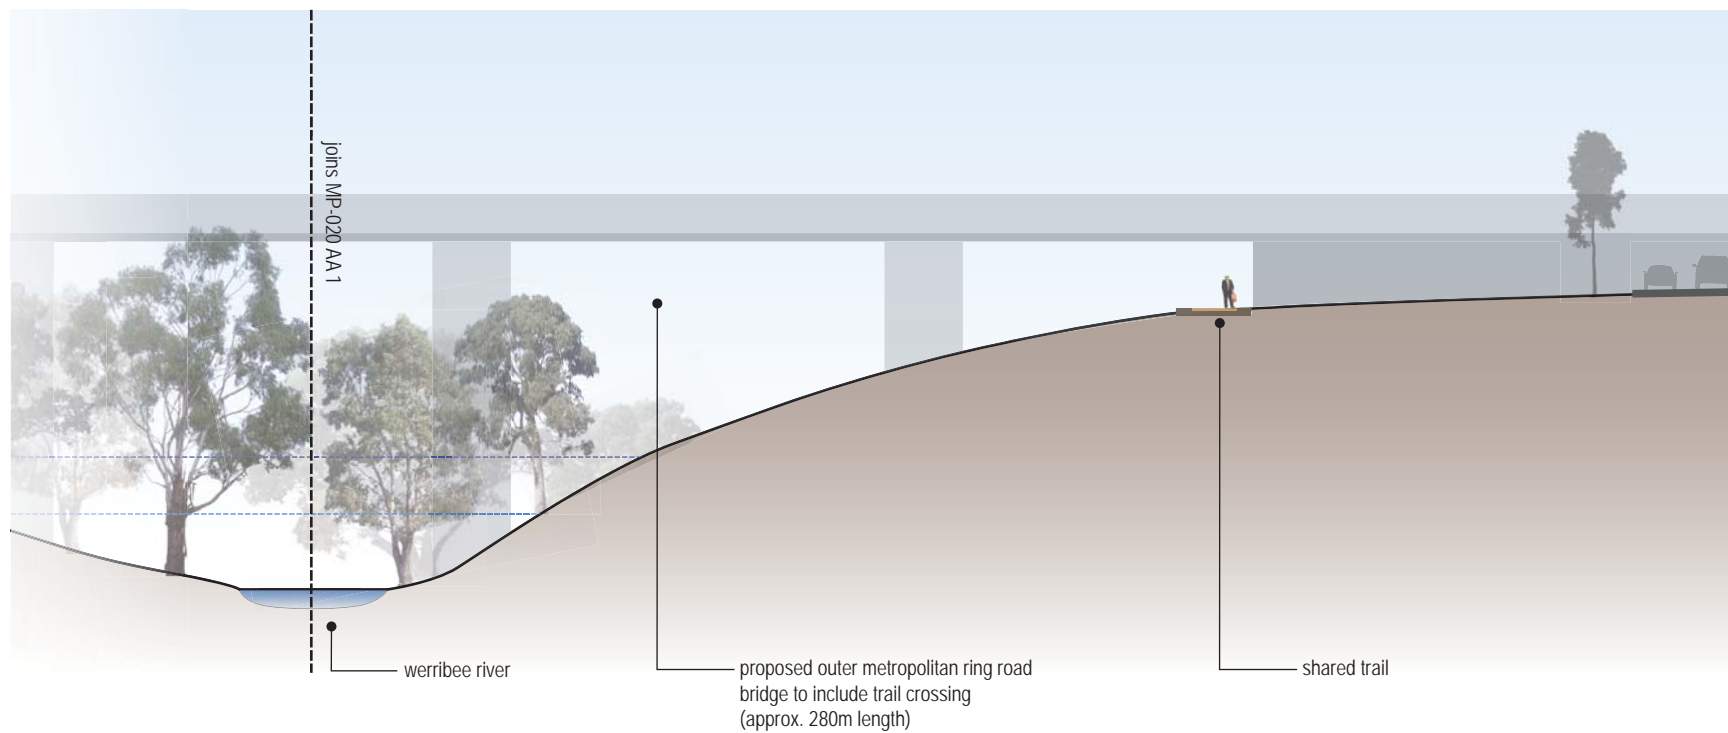 joins MP-020 AA 1
werribee river
proposed outer metropolitan ring road
bridge to include trail crossing
(approx. 280m length)
shared trail